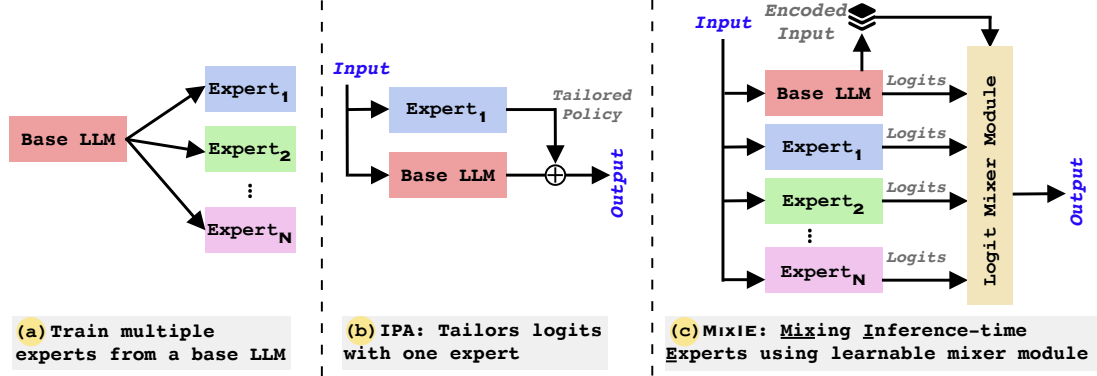 Base LLM
Expert1
Expert2
⋮
ExpertN
(a) Train multiple
experts from a base LLM
Input
Expert1
Tailored
Policy
Base LLM
Output
(b) IPA: Tailors logits
with one expert
Input
Encoded
Input
Base LLM
Logits
Expert1
Logits
Expert2
Logits
⋮
ExpertN
Logits
Logit Mixer Module
Output
(c) MIXIE: Mixing Inference-time
Experts using learnable mixer module